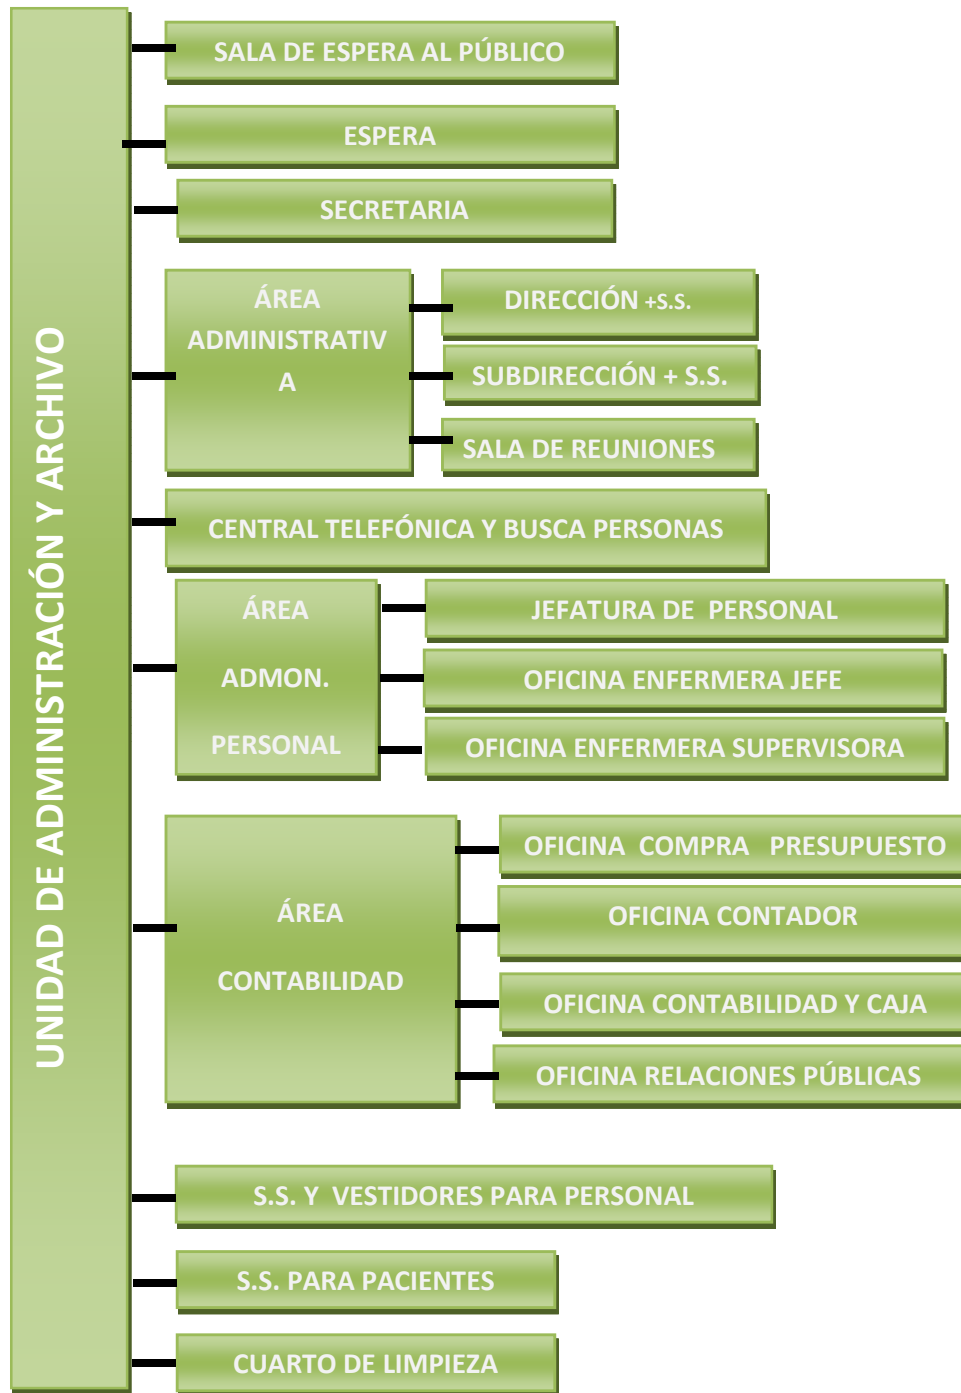 UNIDAD DE ADMINISTRACIÓN Y ARCHIVO
SALA DE ESPERA AL PÚBLICO
ESPERA
SECRETARIA
ÁREA
ADMINISTRATIV
A
DIRECCIÓN +S.S.
SUBDIRECCIÓN + S.S.
SALA DE REUNIONES
CENTRAL TELEFÓNICA Y BUSCA PERSONAS
ÁREA
ADMON.
PERSONAL
JEFATURA DE PERSONAL
OFICINA ENFERMERA JEFE
OFICINA ENFERMERA SUPERVISORA
ÁREA
CONTABILIDAD
OFICINA COMPRA PRESUPUESTO
OFICINA CONTADOR
OFICINA CONTABILIDAD Y CAJA
OFICINA RELACIONES PÚBLICAS
S.S. Y VESTIDORES PARA PERSONAL
S.S. PARA PACIENTES
CUARTO DE LIMPIEZA